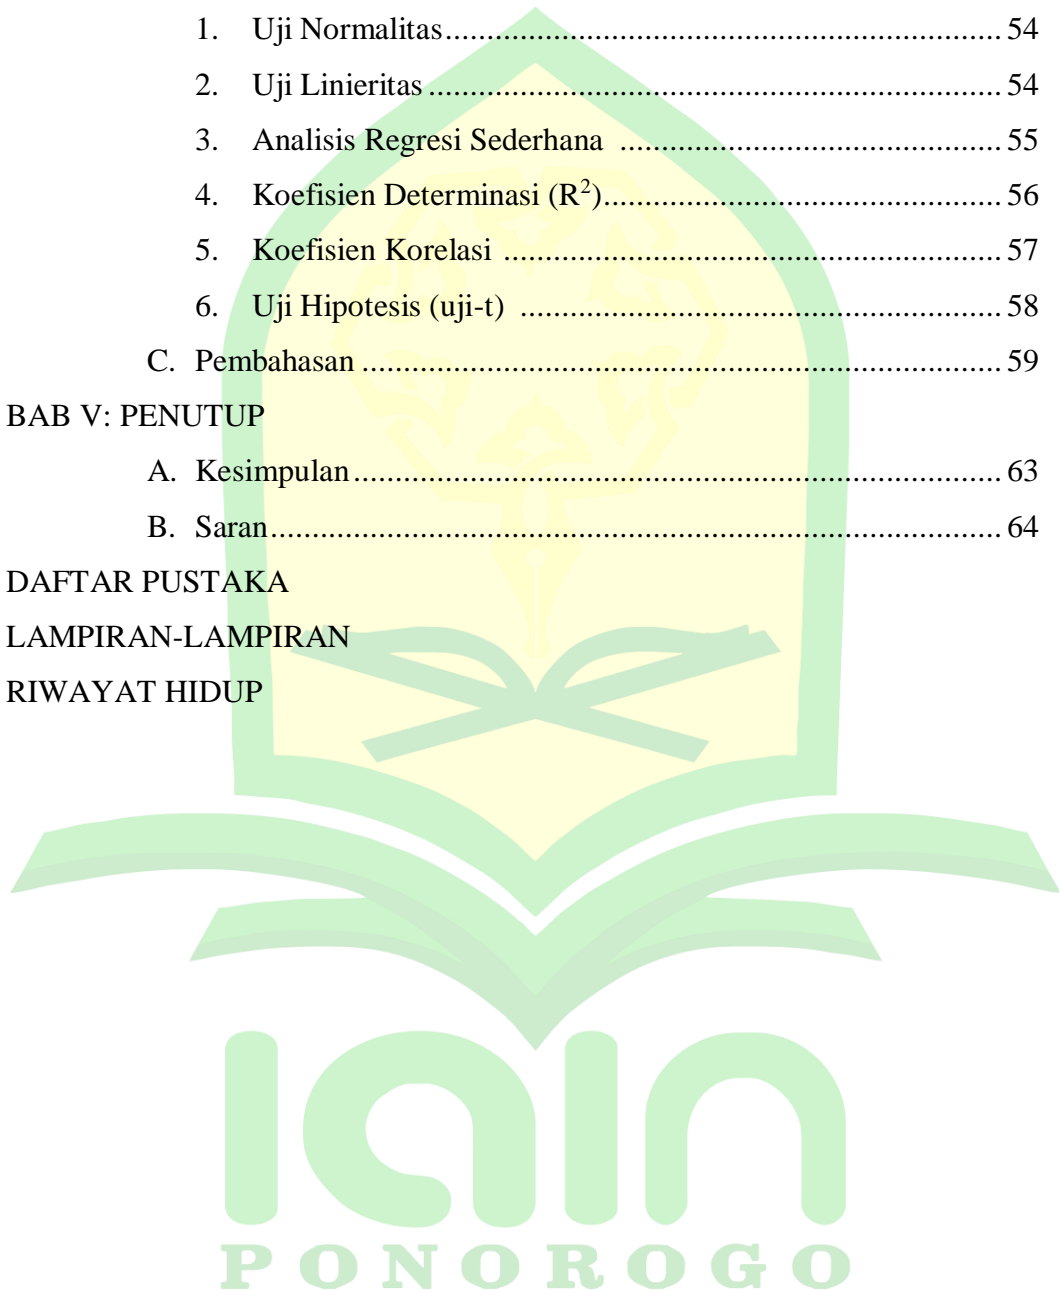 1. Uji Normalitas.................................................................... 54
2. Uji Linieritas...................................................................... 54
3. Analisis Regresi Sederhana .............................................. 55
4. Koefisien Determinasi (R²)................................................ 56
5. Koefisien Korelasi ............................................................ 57
6. Uji Hipotesis (uji-t) .......................................................... 58
C. Pembahasan ............................................................................. 59
BAB V: PENUTUP
A. Kesimpulan.............................................................................. 63
B. Saran........................................................................................ 64
DAFTAR PUSTAKA
LAMPIRAN-LAMPIRAN
RIWAYAT HIDUP
iain
PONOROGO